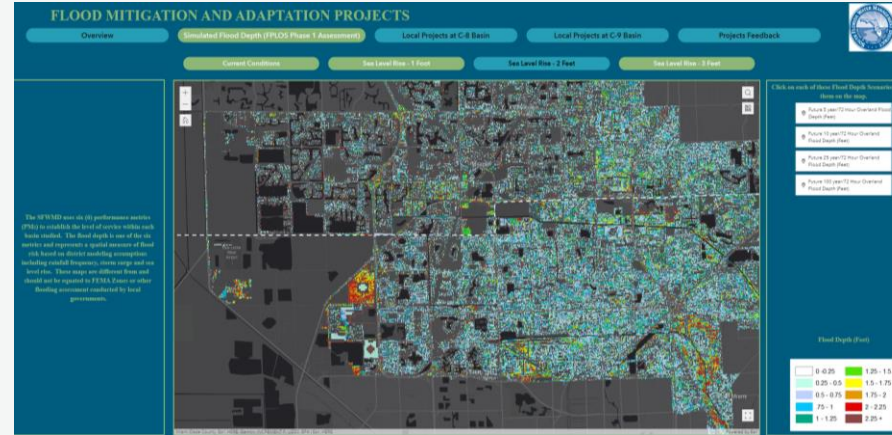 FLOOD MITIGATION AND ADAPTATION PROJECTS
Overview
Simulated Flood Depth (FPLOS Phase 1 Assessment)
Local Projects at C-8 Basin
Local Projects at C-9 Basin
Projects Feedback
Current Conditions
Sea Level Rise - 1 Foot
Sea Level Rise - 2 Feet
Sea Level Rise - 3 Feet
Click on each of these Flood Depth Scenarios
them on the map.
Future 5 year/72 Hour Overland Flood
Depth (Feet)
Future 10 year/72 Hour Overland
Flood Depth (Feet)
Future 25 year/72 Hour Overland
Flood Depth (Feet)
Future 100 year/72 Hour Overland
Flood Depth (Feet)
The SFWMD uses six (6) performance metrics
(PMs) to establish the level of service within each
basin studied. The flood depth is one of the six
metrics and represents a spatial measure of flood
risk based on district modeling assumptions
including rainfall frequency, storm surge and sea
level rise. These maps are different from and
should not be equated to FEMA Zones or other
flooding assessment conducted by local
governments.
Flood Depth (Feet)
0 -0.25
0.25 - 0.5
0.5 - 0.75
.75 - 1
1 - 1.25
1.25 - 1.5
1.5 - 1.75
1.75 - 2
2 - 2.25
2.25 +
Powered by Esri